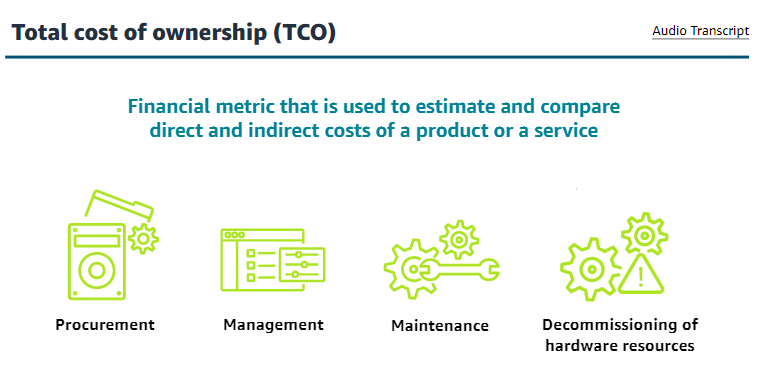 Total cost of ownership (TCO)
Audio Transcript
Financial metric that is used to estimate and compare
direct and indirect costs of a product or a service
Procurement
Management
Maintenance
Decommissioning of
hardware resources